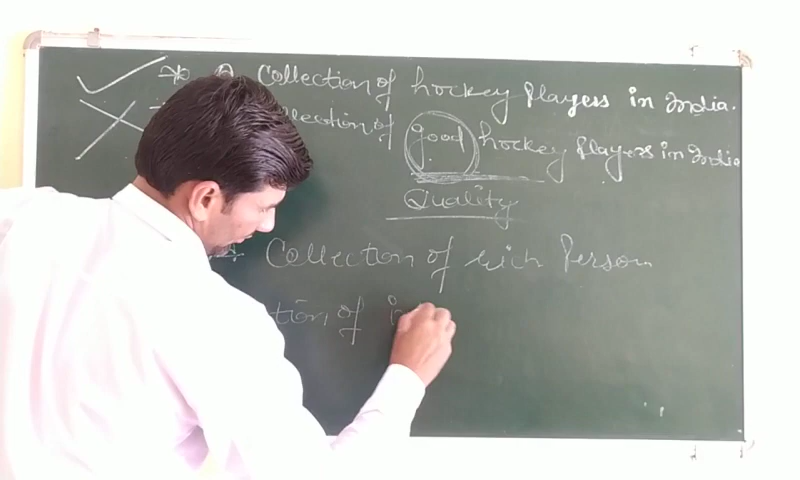 A Collection of hockey Players in India.
Collection of good hockey Players in India
Quality
Collection of rich Person
tion of